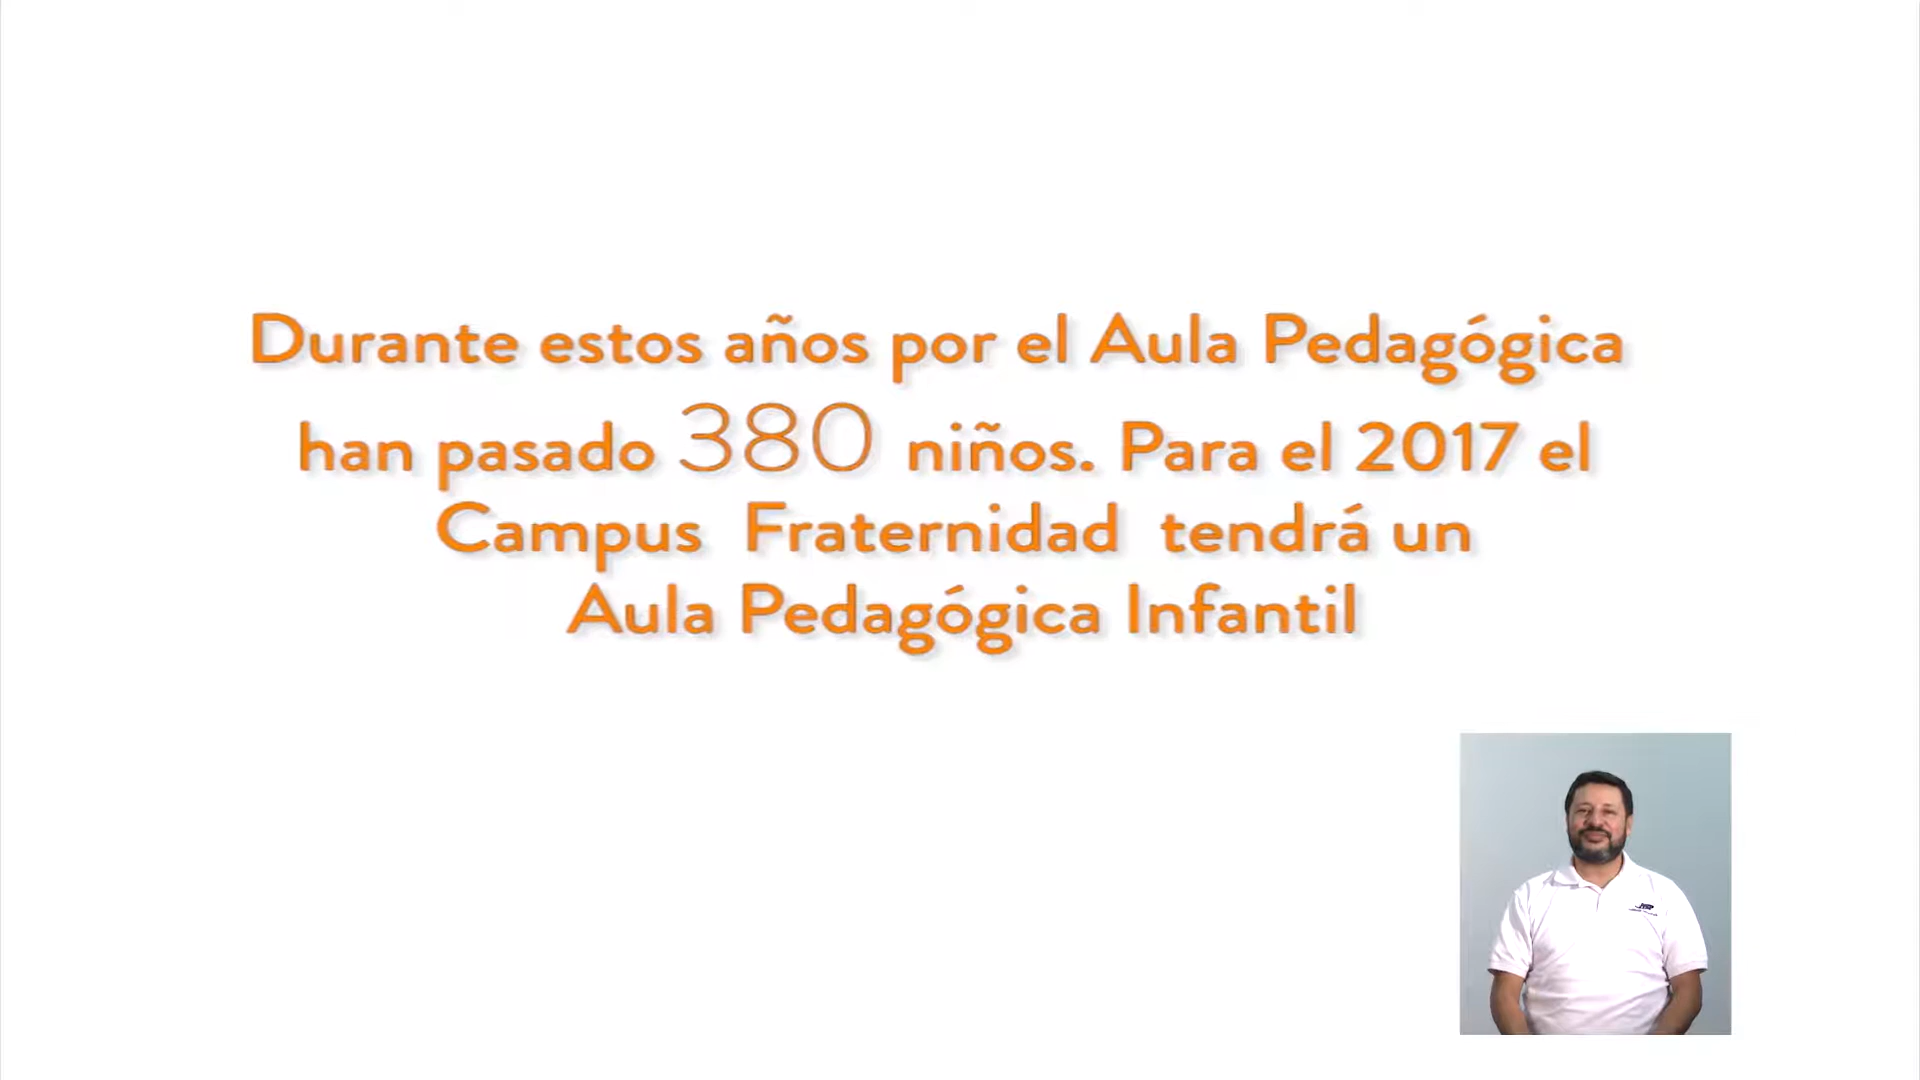 Durante estos años por el Aula Pedagógica
han pasado 380 niños. Para el 2017 el
Campus Fraternidad tendrá un
Aula Pedagógica Infantil